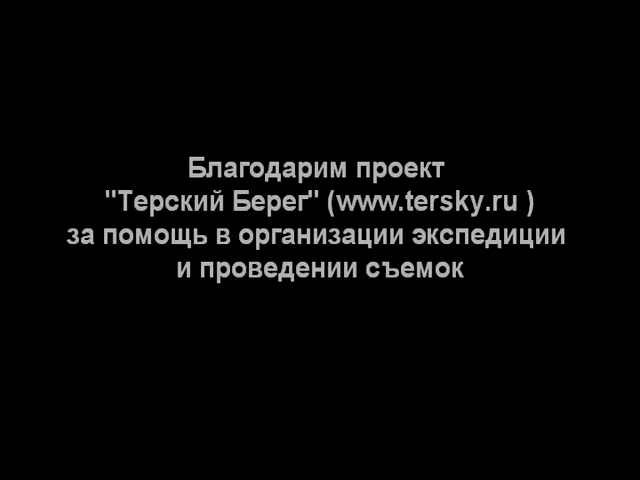 Благодарим проект
"Терский Берег" (www.tersky.ru )
за помощь в организации экспедиции
и проведении съемок